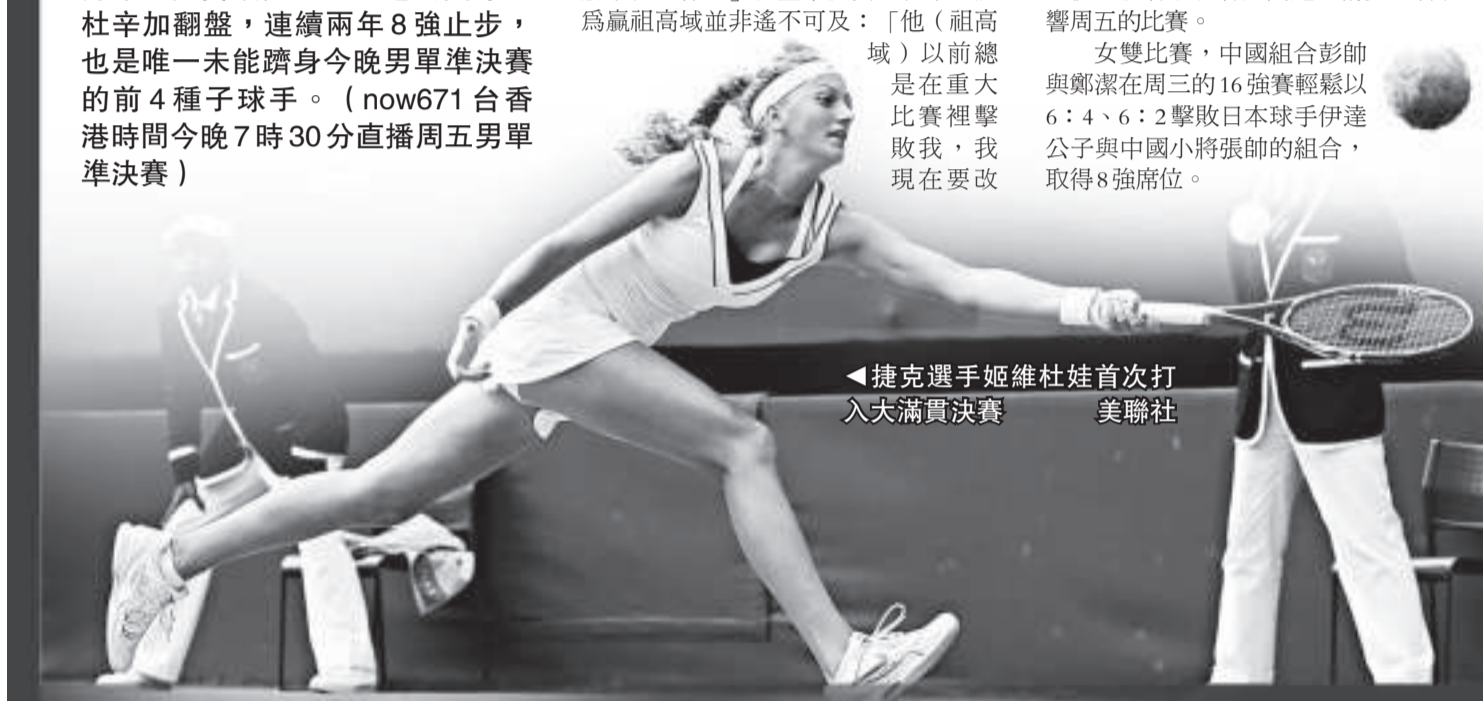 杜辛加翻盤，連續兩年8強止步，
也是唯一未能躋身今晚男單準決賽
的前4種子球手。（now671台香
港時間今晚7時30分直播周五男單
準決賽）
為贏祖高域並非遙不可及：「他（祖高
域）以前總
是在重大
比賽裡擊
敗我，我
現在要改
響周五的比賽。
女雙比賽，中國組合彭帥
與鄭潔在周三的16強賽輕鬆以
6：4、6：2擊敗日本球手伊達
公子與中國小將張帥的組合，
取得8強席位。
◀捷克選手姬維杜娃首次打
入大滿貫決賽　美聯社